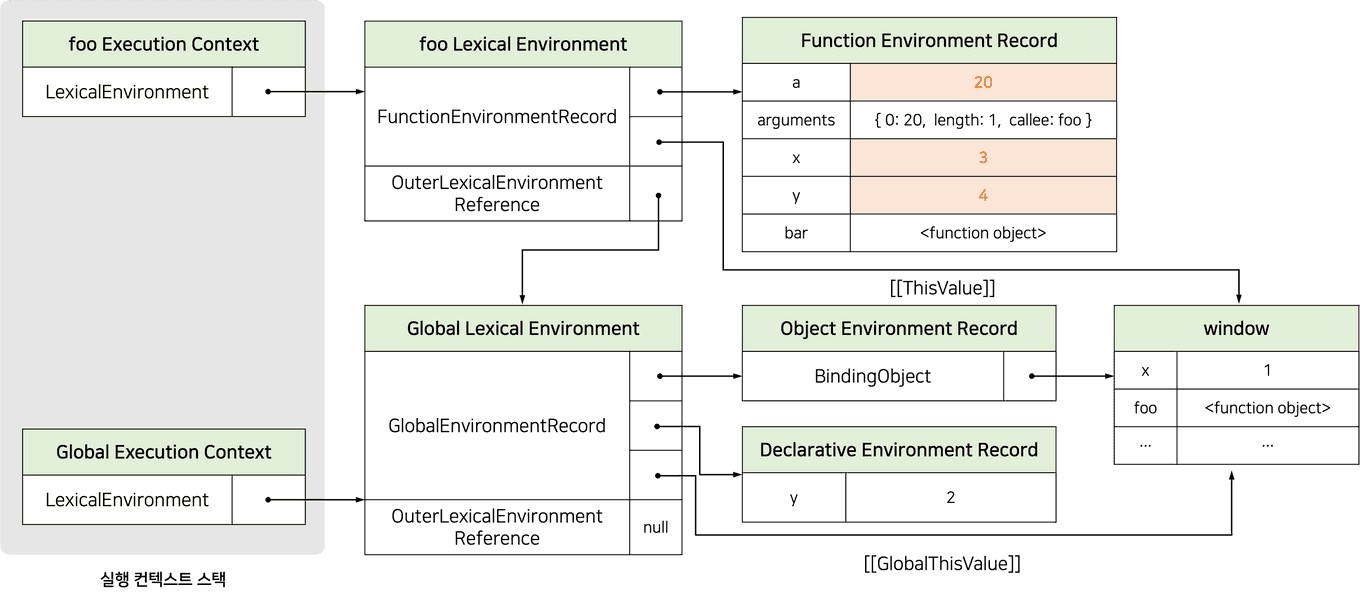 foo Execution Context
LexicalEnvironment
foo Lexical Environment
FunctionEnvironmentRecord
OuterLexicalEnvironment
Reference
Function Environment Record
a 20
arguments { 0: 20, length: 1, callee: foo }
x 3
y 4
bar <function object>
[[ThisValue]]
Global Lexical Environment
GlobalEnvironmentRecord
OuterLexicalEnvironment
Reference
null
Object Environment Record
BindingObject
window
x 1
foo <function object>
... ...
Declarative Environment Record
y 2
Global Execution Context
LexicalEnvironment
[[GlobalThisValue]]
실행 컨텍스트 스택